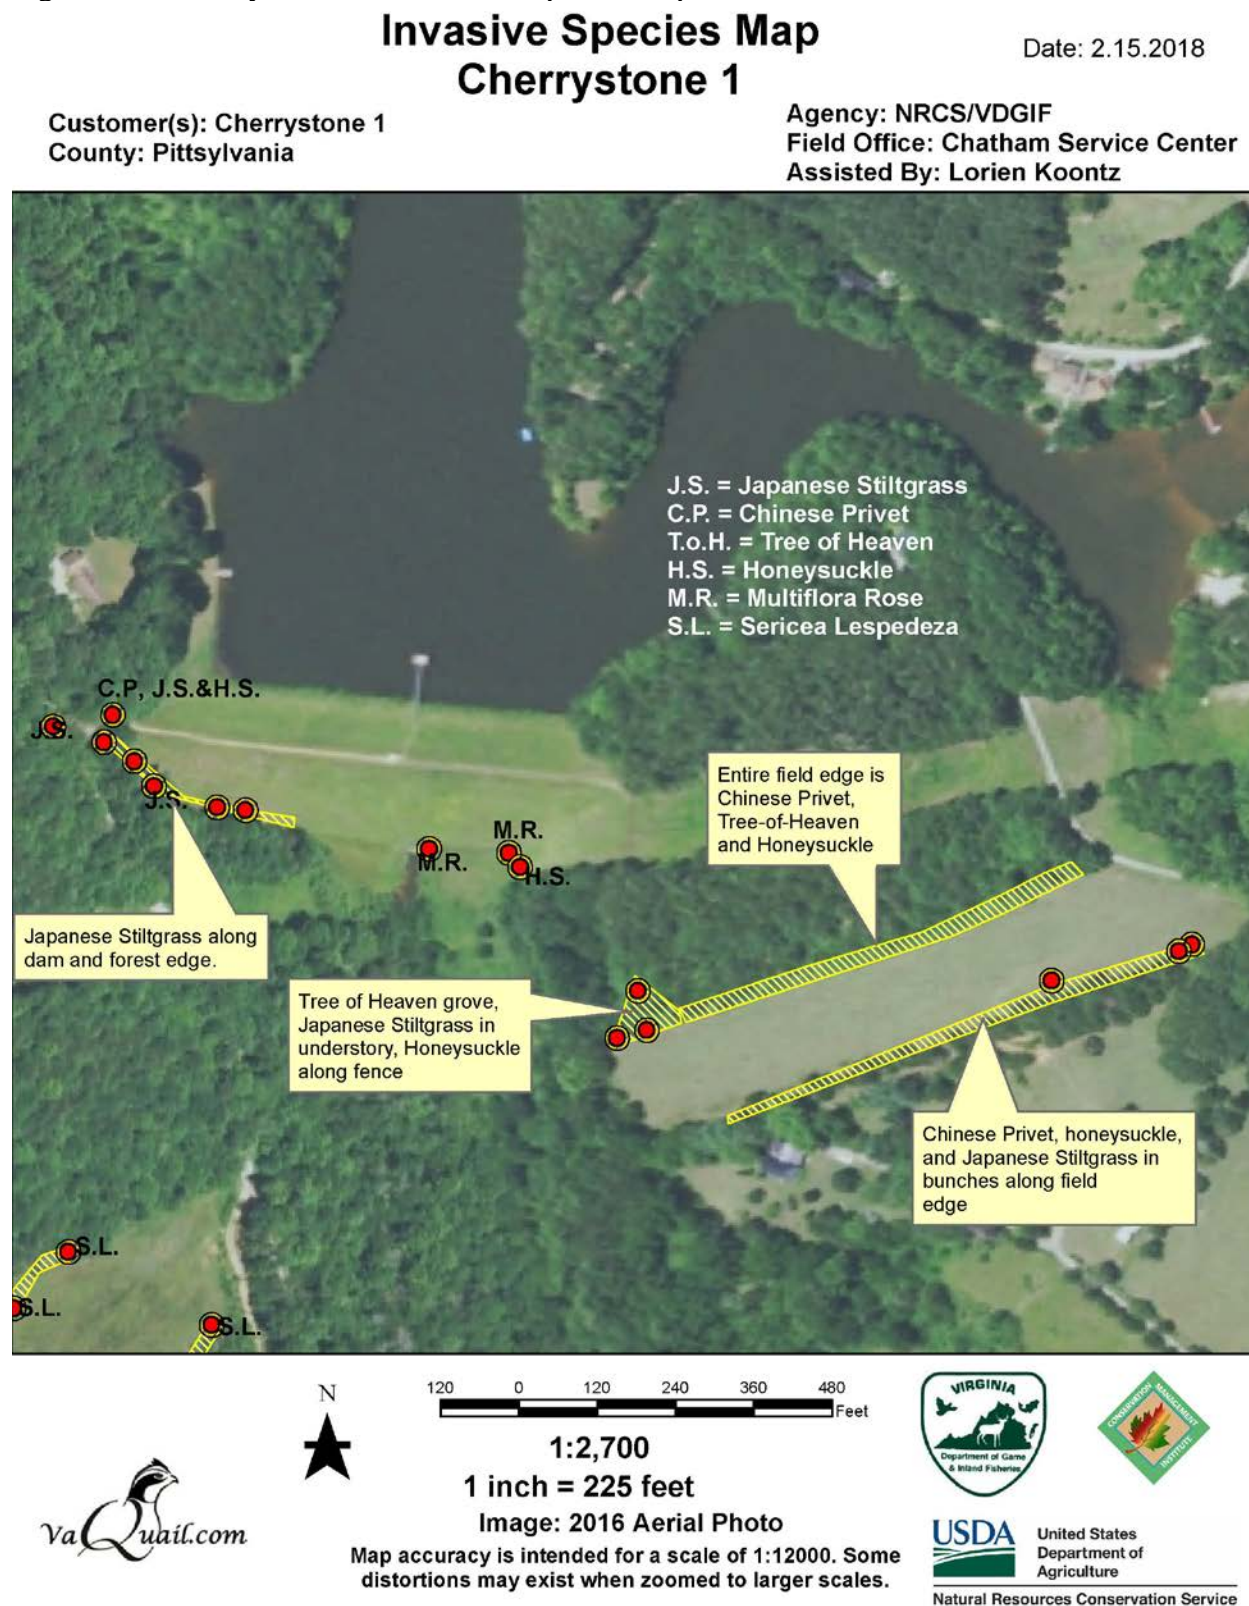 Invasive Species Map
Cherrystone 1
Date: 2.15.2018
Customer(s): Cherrystone 1
County: Pittsylvania
Agency: NRCS/VDGIF
Field Office: Chatham Service Center
Assisted By: Lorien Koontz
J.S. = Japanese Stiltgrass
C.P. = Chinese Privet
T.o.H. = Tree of Heaven
H.S. = Honeysuckle
M.R. = Multiflora Rose
S.L. = Sericea Lespedeza
C.P, J.S.&H.S.
J.S.
J.S.
M.R.
M.R.
H.S.
Entire field edge is
Chinese Privet,
Tree-of-Heaven
and Honeysuckle
Japanese Stiltgrass along
dam and forest edge.
Tree of Heaven grove,
Japanese Stiltgrass in
understory, Honeysuckle
along fence
Chinese Privet, honeysuckle,
and Japanese Stiltgrass in
bunches along field
edge
S.L.
S.L.
S.L.
N
120 0 120 240 360 480
Feet
1:2,700
1 inch = 225 feet
Image: 2016 Aerial Photo
Map accuracy is intended for a scale of 1:12000. Some
distortions may exist when zoomed to larger scales.
VaQuail.com
VIRGINIA
Department of Game
& Inland Fisheries
CONSERVATION MANAGEMENT
INSTITUTE
USDA
United States
Department of
Agriculture
Natural Resources Conservation Service